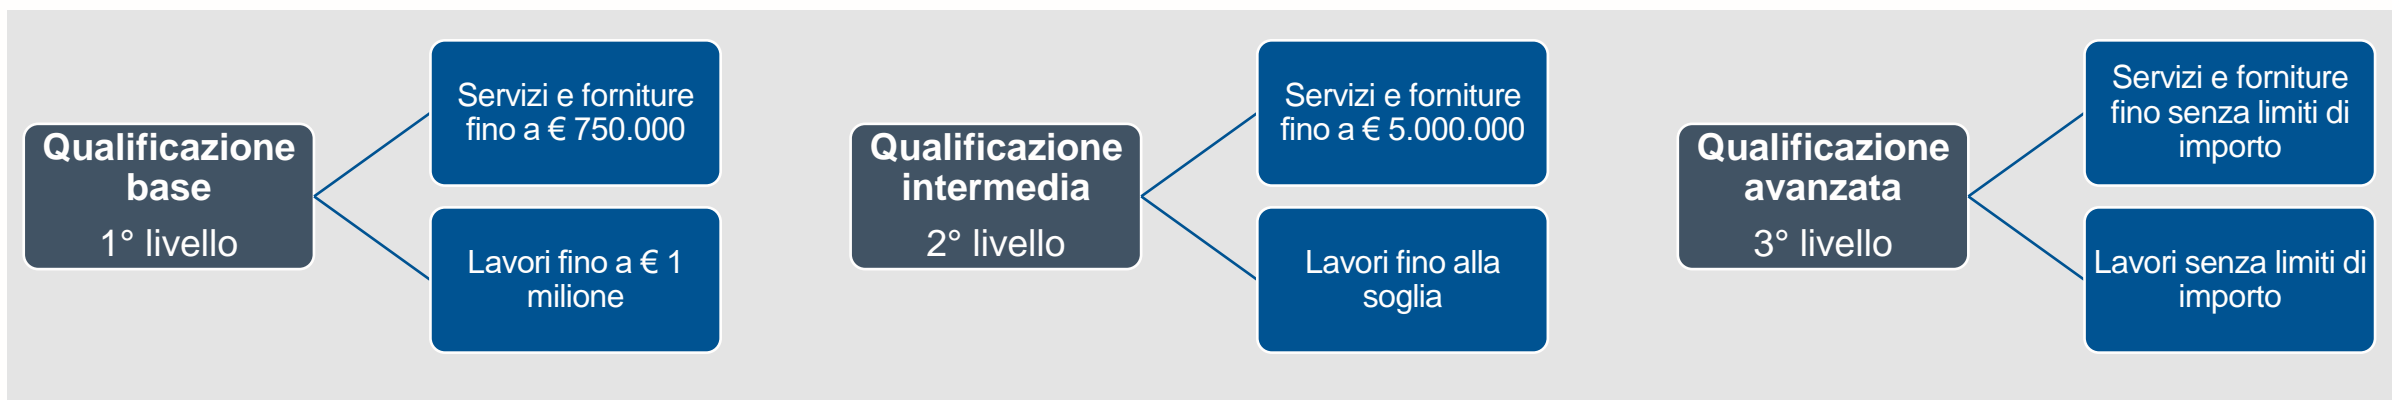 Qualificazione
base
1° livello
Servizi e forniture
fino a € 750.000
Lavori fino a € 1
milione
Qualificazione
intermedia
2° livello
Servizi e forniture
fino a € 5.000.000
Lavori fino alla
soglia
Qualificazione
avanzata
3° livello
Servizi e forniture
fino senza limiti di
importo
Lavori senza limiti di
importo